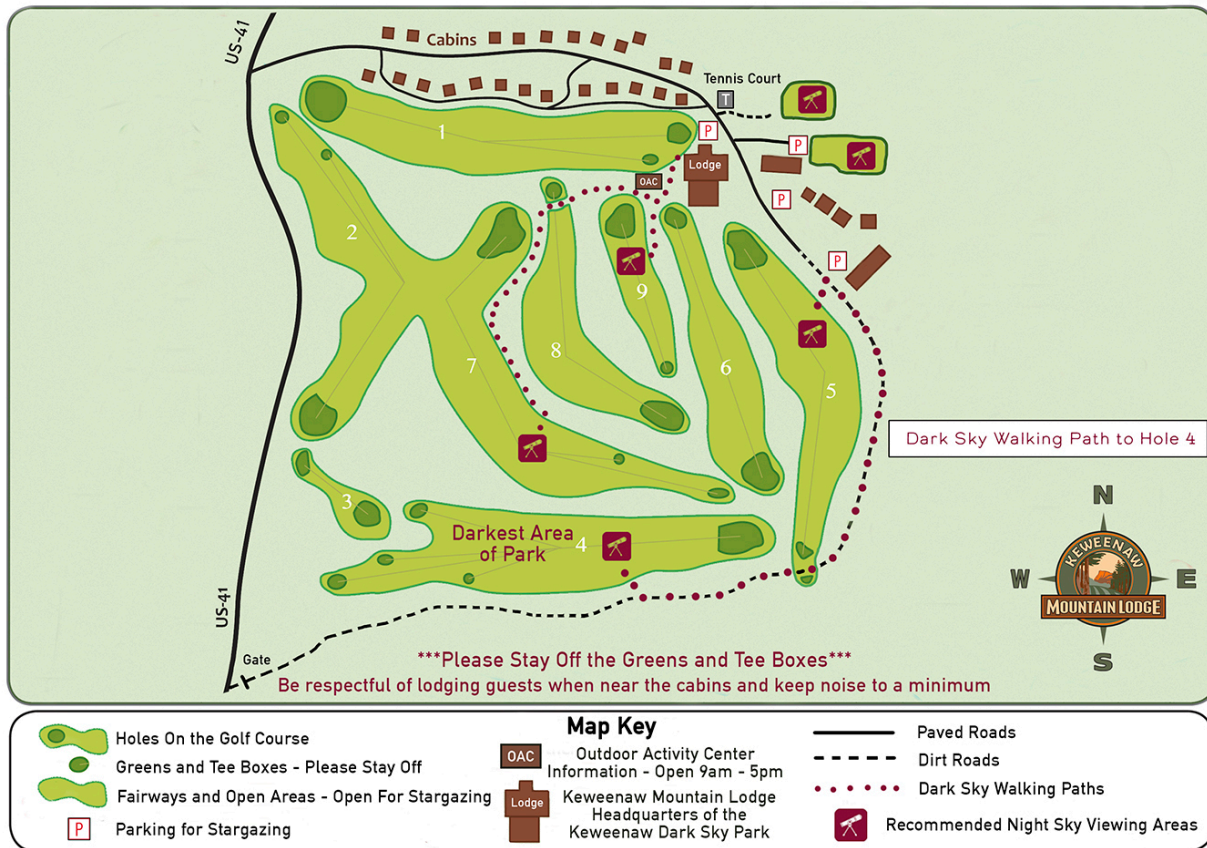 US-41
Cabins
Tennis Court
T
P
P
Lodge
OAC
P
P
1
2
3
4
5
6
7
8
9
Dark Sky Walking Path to Hole 4
Darkest Area
of Park
US-41
Gate
N
W
E
S
KEWEENAW
MOUNTAIN LODGE
***Please Stay Off the Greens and Tee Boxes***
Be respectful of lodging guests when near the cabins and keep noise to a minimum
Map Key
Holes On the Golf Course
Greens and Tee Boxes - Please Stay Off
Fairways and Open Areas - Open For Stargazing
P
Parking for Stargazing
OAC
Outdoor Activity Center
Information - Open 9am - 5pm
Lodge
Keweenaw Mountain Lodge
Headquarters of the
Keweenaw Dark Sky Park
Paved Roads
Dirt Roads
Dark Sky Walking Paths
Recommended Night Sky Viewing Areas